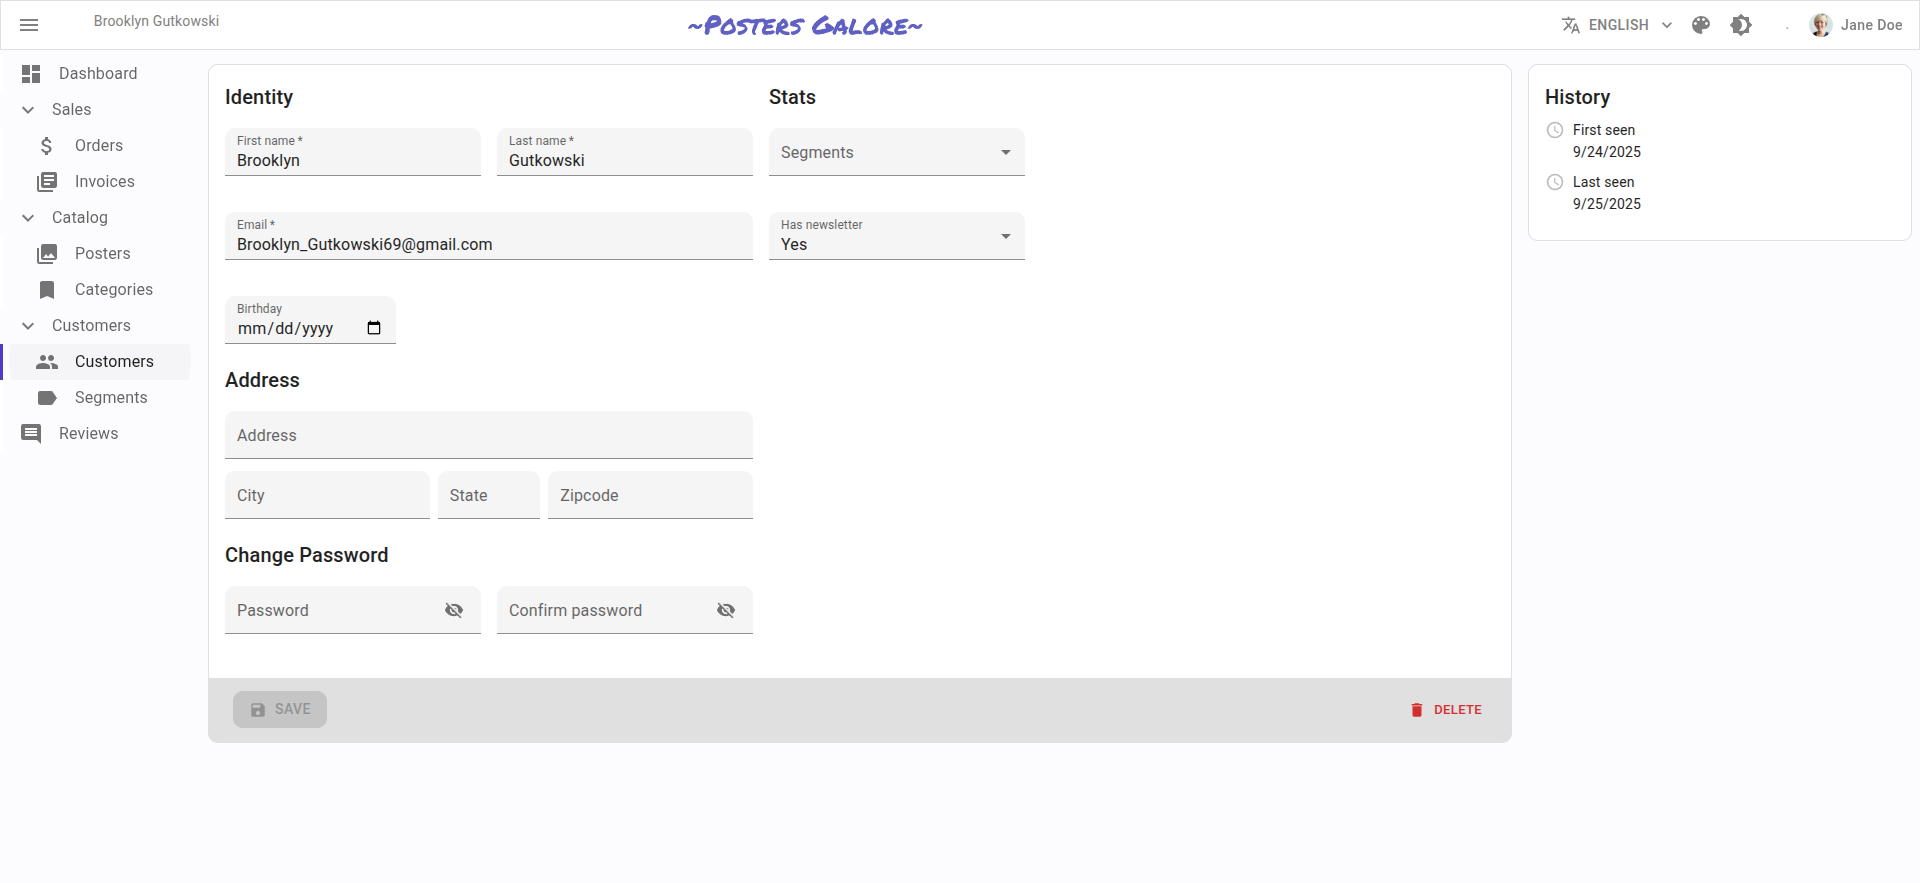 Brooklyn Gutkowski
~Posters Galore~
ENGLISH
Jane Doe
Dashboard
Sales
Orders
Invoices
Catalog
Posters
Categories
Customers
Customers
Segments
Reviews
Identity
First name *
Brooklyn
Last name *
Gutkowski
Email *
Brooklyn_Gutkowski69@gmail.com
Birthday
mm/dd/yyyy
Address
Address
City
State
Zipcode
Change Password
Password
Confirm password
Stats
Segments
Has newsletter
Yes
SAVE
DELETE
History
First seen
9/24/2025
Last seen
9/25/2025